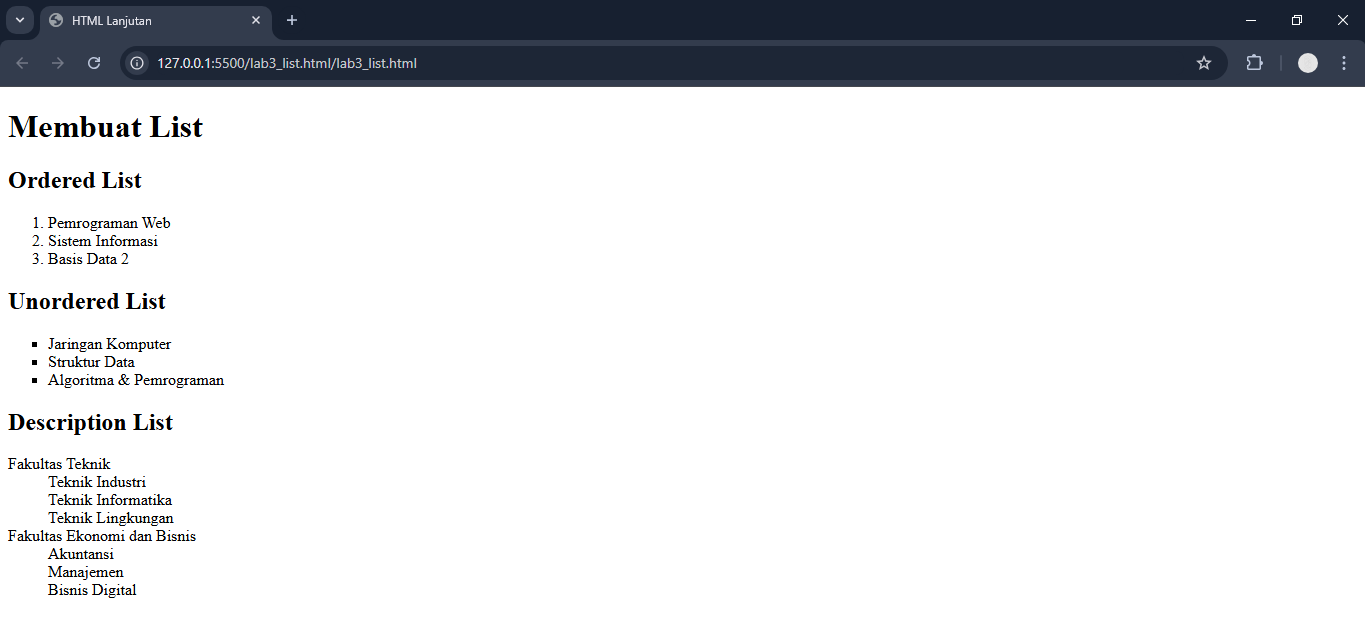 HTML Lanjutan
127.0.0.1:5500/lab3_list.html/lab3_list.html
Membuat List
Ordered List
1. Pemrograman Web
2. Sistem Informasi
3. Basis Data 2
Unordered List
▪ Jaringan Komputer
▪ Struktur Data
▪ Algoritma & Pemrograman
Description List
Fakultas Teknik
Teknik Industri
Teknik Informatika
Teknik Lingkungan
Fakultas Ekonomi dan Bisnis
Akuntansi
Manajemen
Bisnis Digital